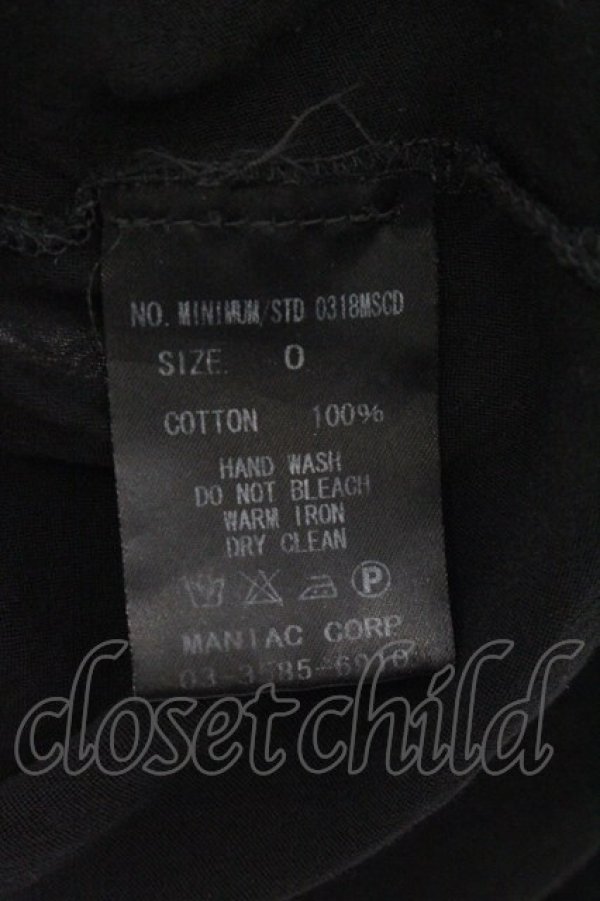 NO. MINIMUM/STD 0318MSCD
SIZE. 0
COTTON 100%
HAND WASH
DO NOT BLEACH
WARM IRON
DRY CLEAN
P
MANIAC CORP
closetchild